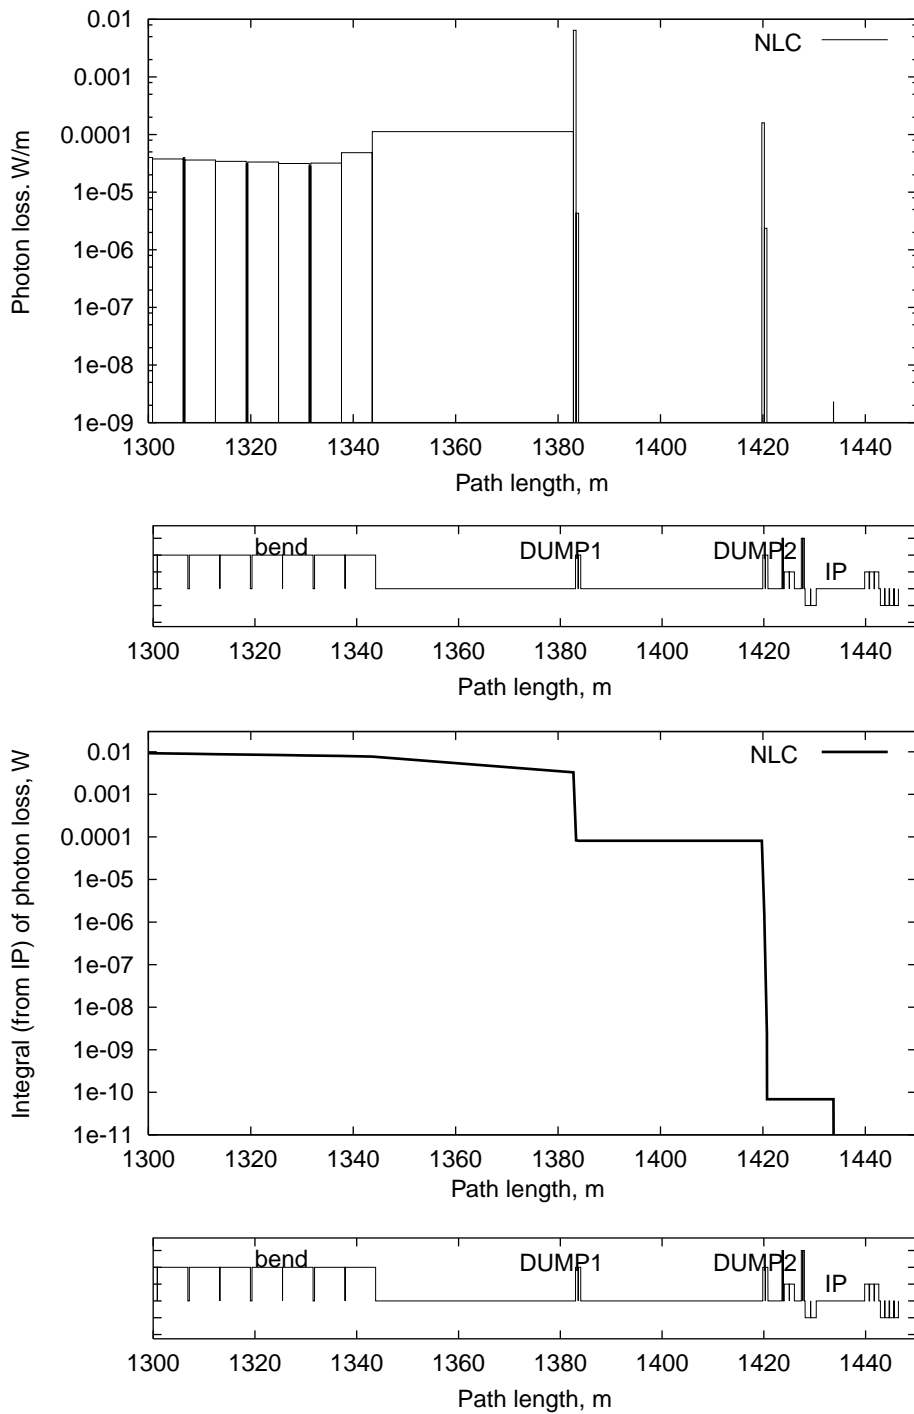 0.01
NLC
0.001
0.0001
1e-05
1e-06
1e-07
1e-08
1e-09
Photon loss. W/m
1300 1310 1320 1330 1340 1360 1380 1400 1420 1440
Path length, m
bend DUMP1 DUMP2
IP
1300 1320 1340 1360 1380 1400 1420 1440
Path length, m
0.01
NLC
0.001
0.0001
1e-05
1e-06
1e-07
1e-08
1e-09
1e-10
1e-11
Integral (from IP) of photon loss, W
1300 1320 1340 1360 1380 1400 1420 1440
Path length, m
bend DUMP1 DUMP2
IP
1300 1320 1340 1360 1380 1400 1420 1440
Path length, m